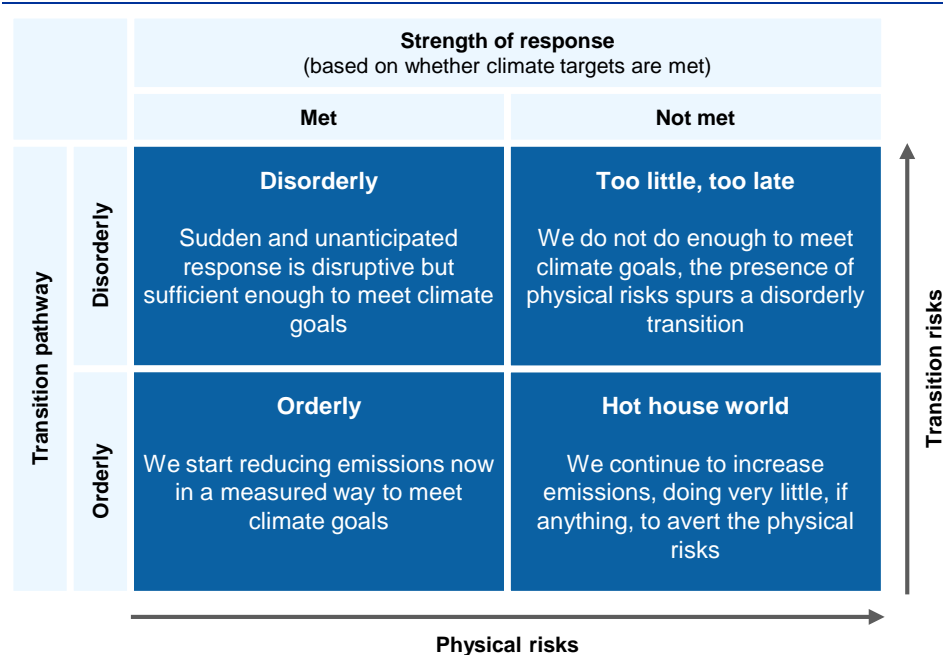 Strength of response
(based on whether climate targets are met)
Met
Not met
Transition pathway
Disorderly
Disorderly
Sudden and unanticipated
response is disruptive but
sufficient enough to meet climate
goals
Too little, too late
We do not do enough to meet
climate goals, the presence of
physical risks spurs a disorderly
transition
Orderly
Orderly
We start reducing emissions now
in a measured way to meet
climate goals
Hot house world
We continue to increase
emissions, doing very little, if
anything, to avert the physical
risks
Transition risks
Physical risks